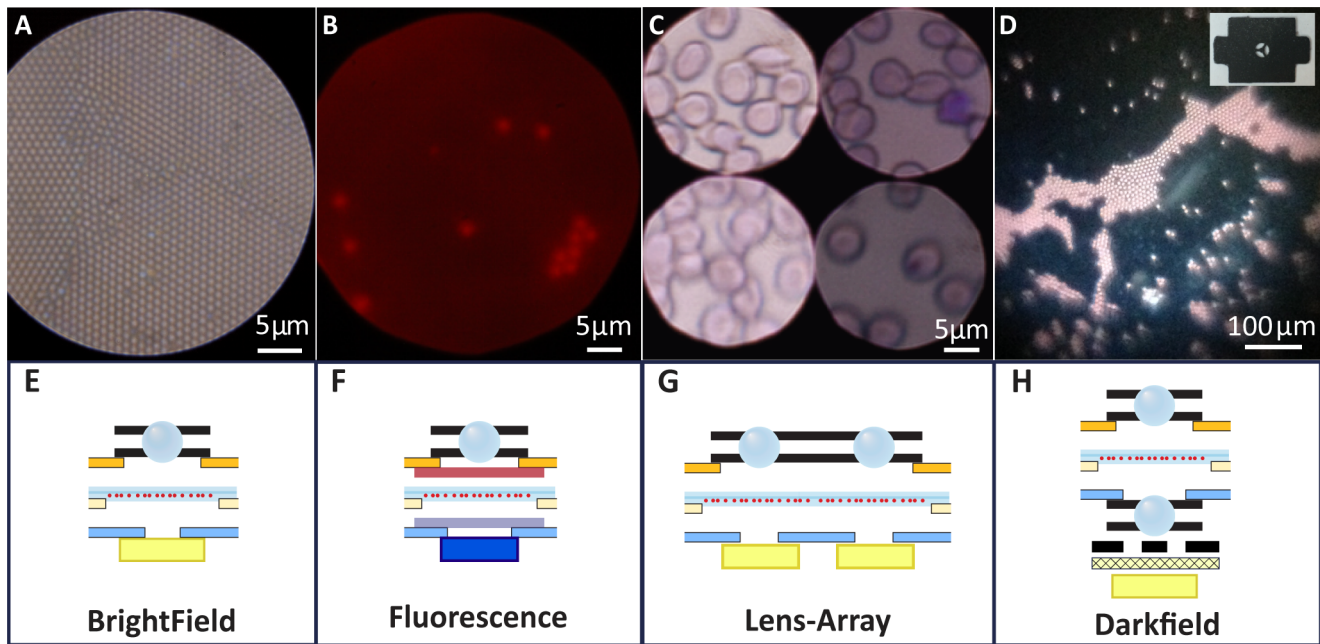 A
B
C
D
5μm
5μm
5μm
100μm
E
F
G
H
BrightField
Fluorescence
Lens-Array
Darkfield